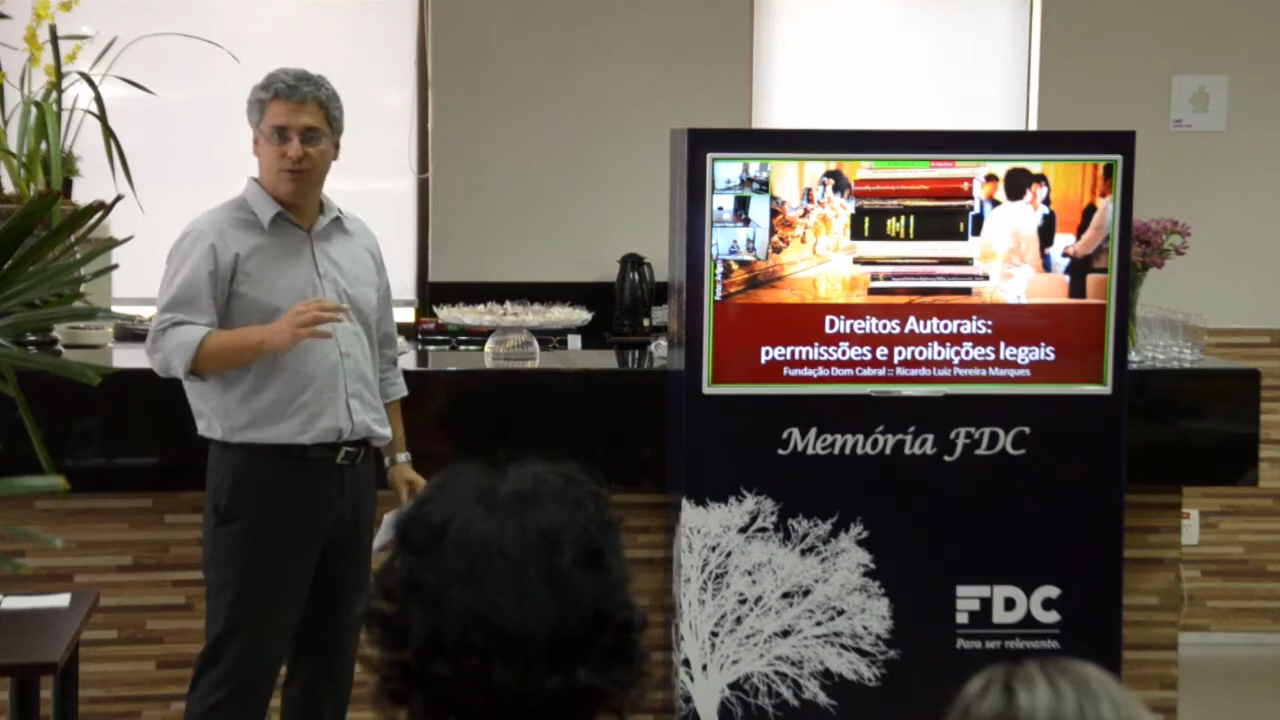 Direitos Autorais:
permissões e proibições legais
Fundação Dom Cabral :: Ricardo Luiz Pereira Marques
Memória FDC
FDC
Para ser relevante.